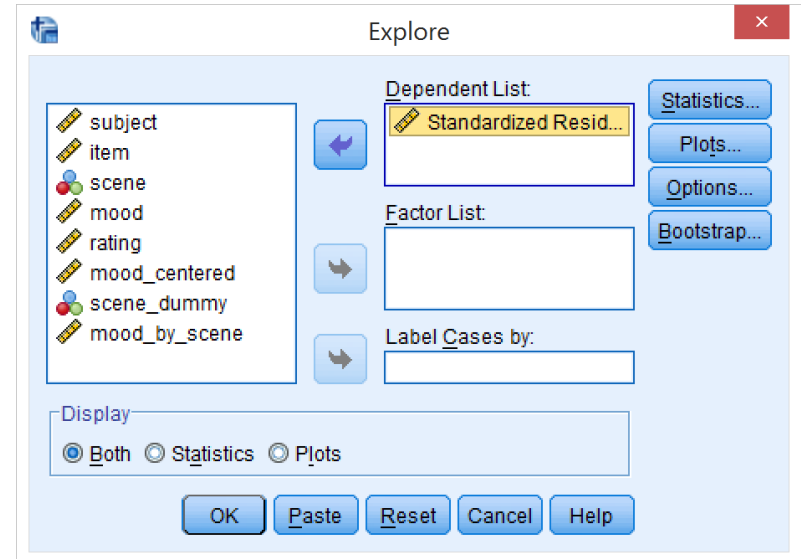 Explore
subject
item
scene
mood
rating
mood_centered
scene_dummy
mood_by_scene
Dependent List:
Standardized Resid...
Factor List:
Label Cases by:
Statistics...
Plots...
Options...
Bootstrap...
Display
Both Statistics Plots
OK Paste Reset Cancel Help